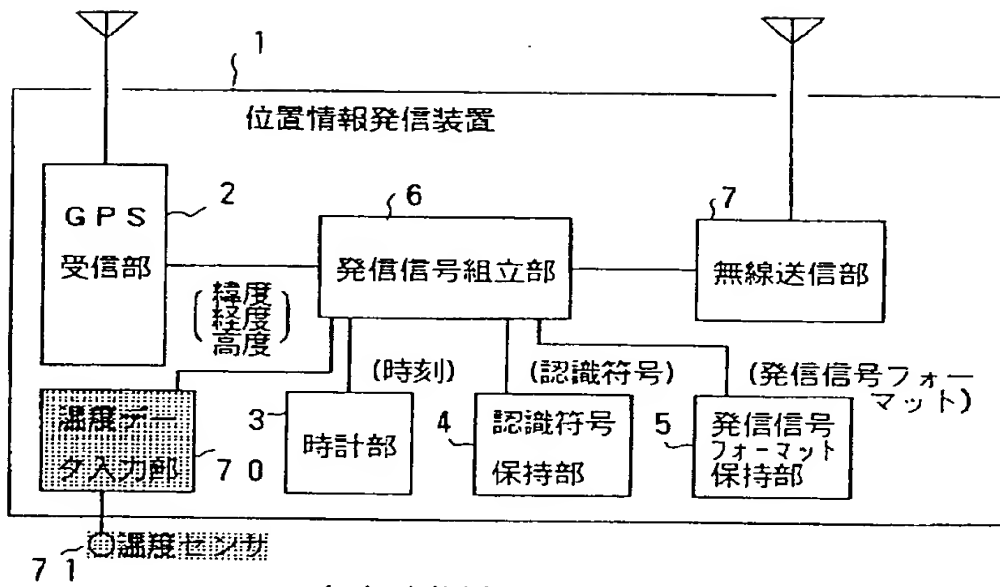 1
位置情報発信装置
GPS
受信部
2
6
発信信号組立部
7
無線送信部
緯度
経度
高度
(時刻)
(認識符号)
(発信信号フォー
マット)
温度デー
タ入力部
70
3
時計部
4
認識符号
保持部
5
発信信号
フォーマット
保持部
温度センサ
71